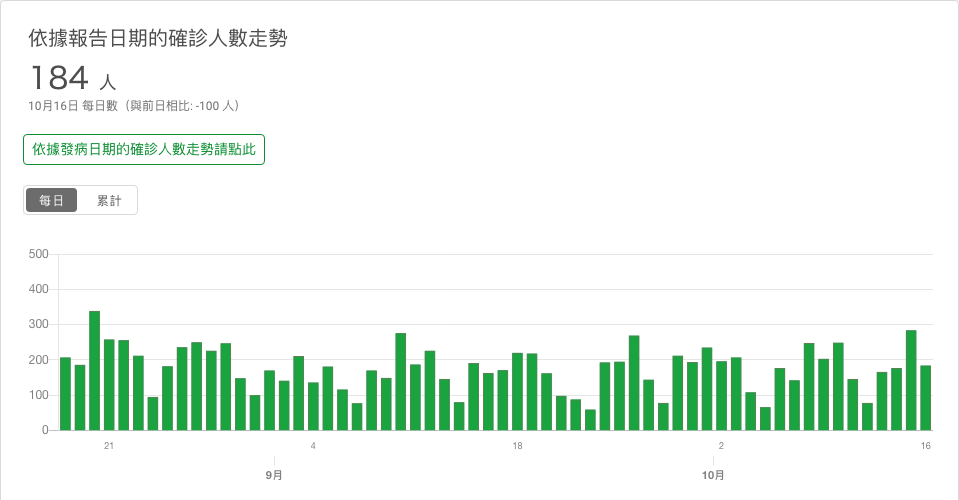 依據報告日期的確診人數走勢
184 人
10月16日 每日數（與前日相比: -100 人）
依據發病日期的確診人數走勢請點此
每日 累計
500
400
300
200
100
0
21 4 18 2 16
9月 10月